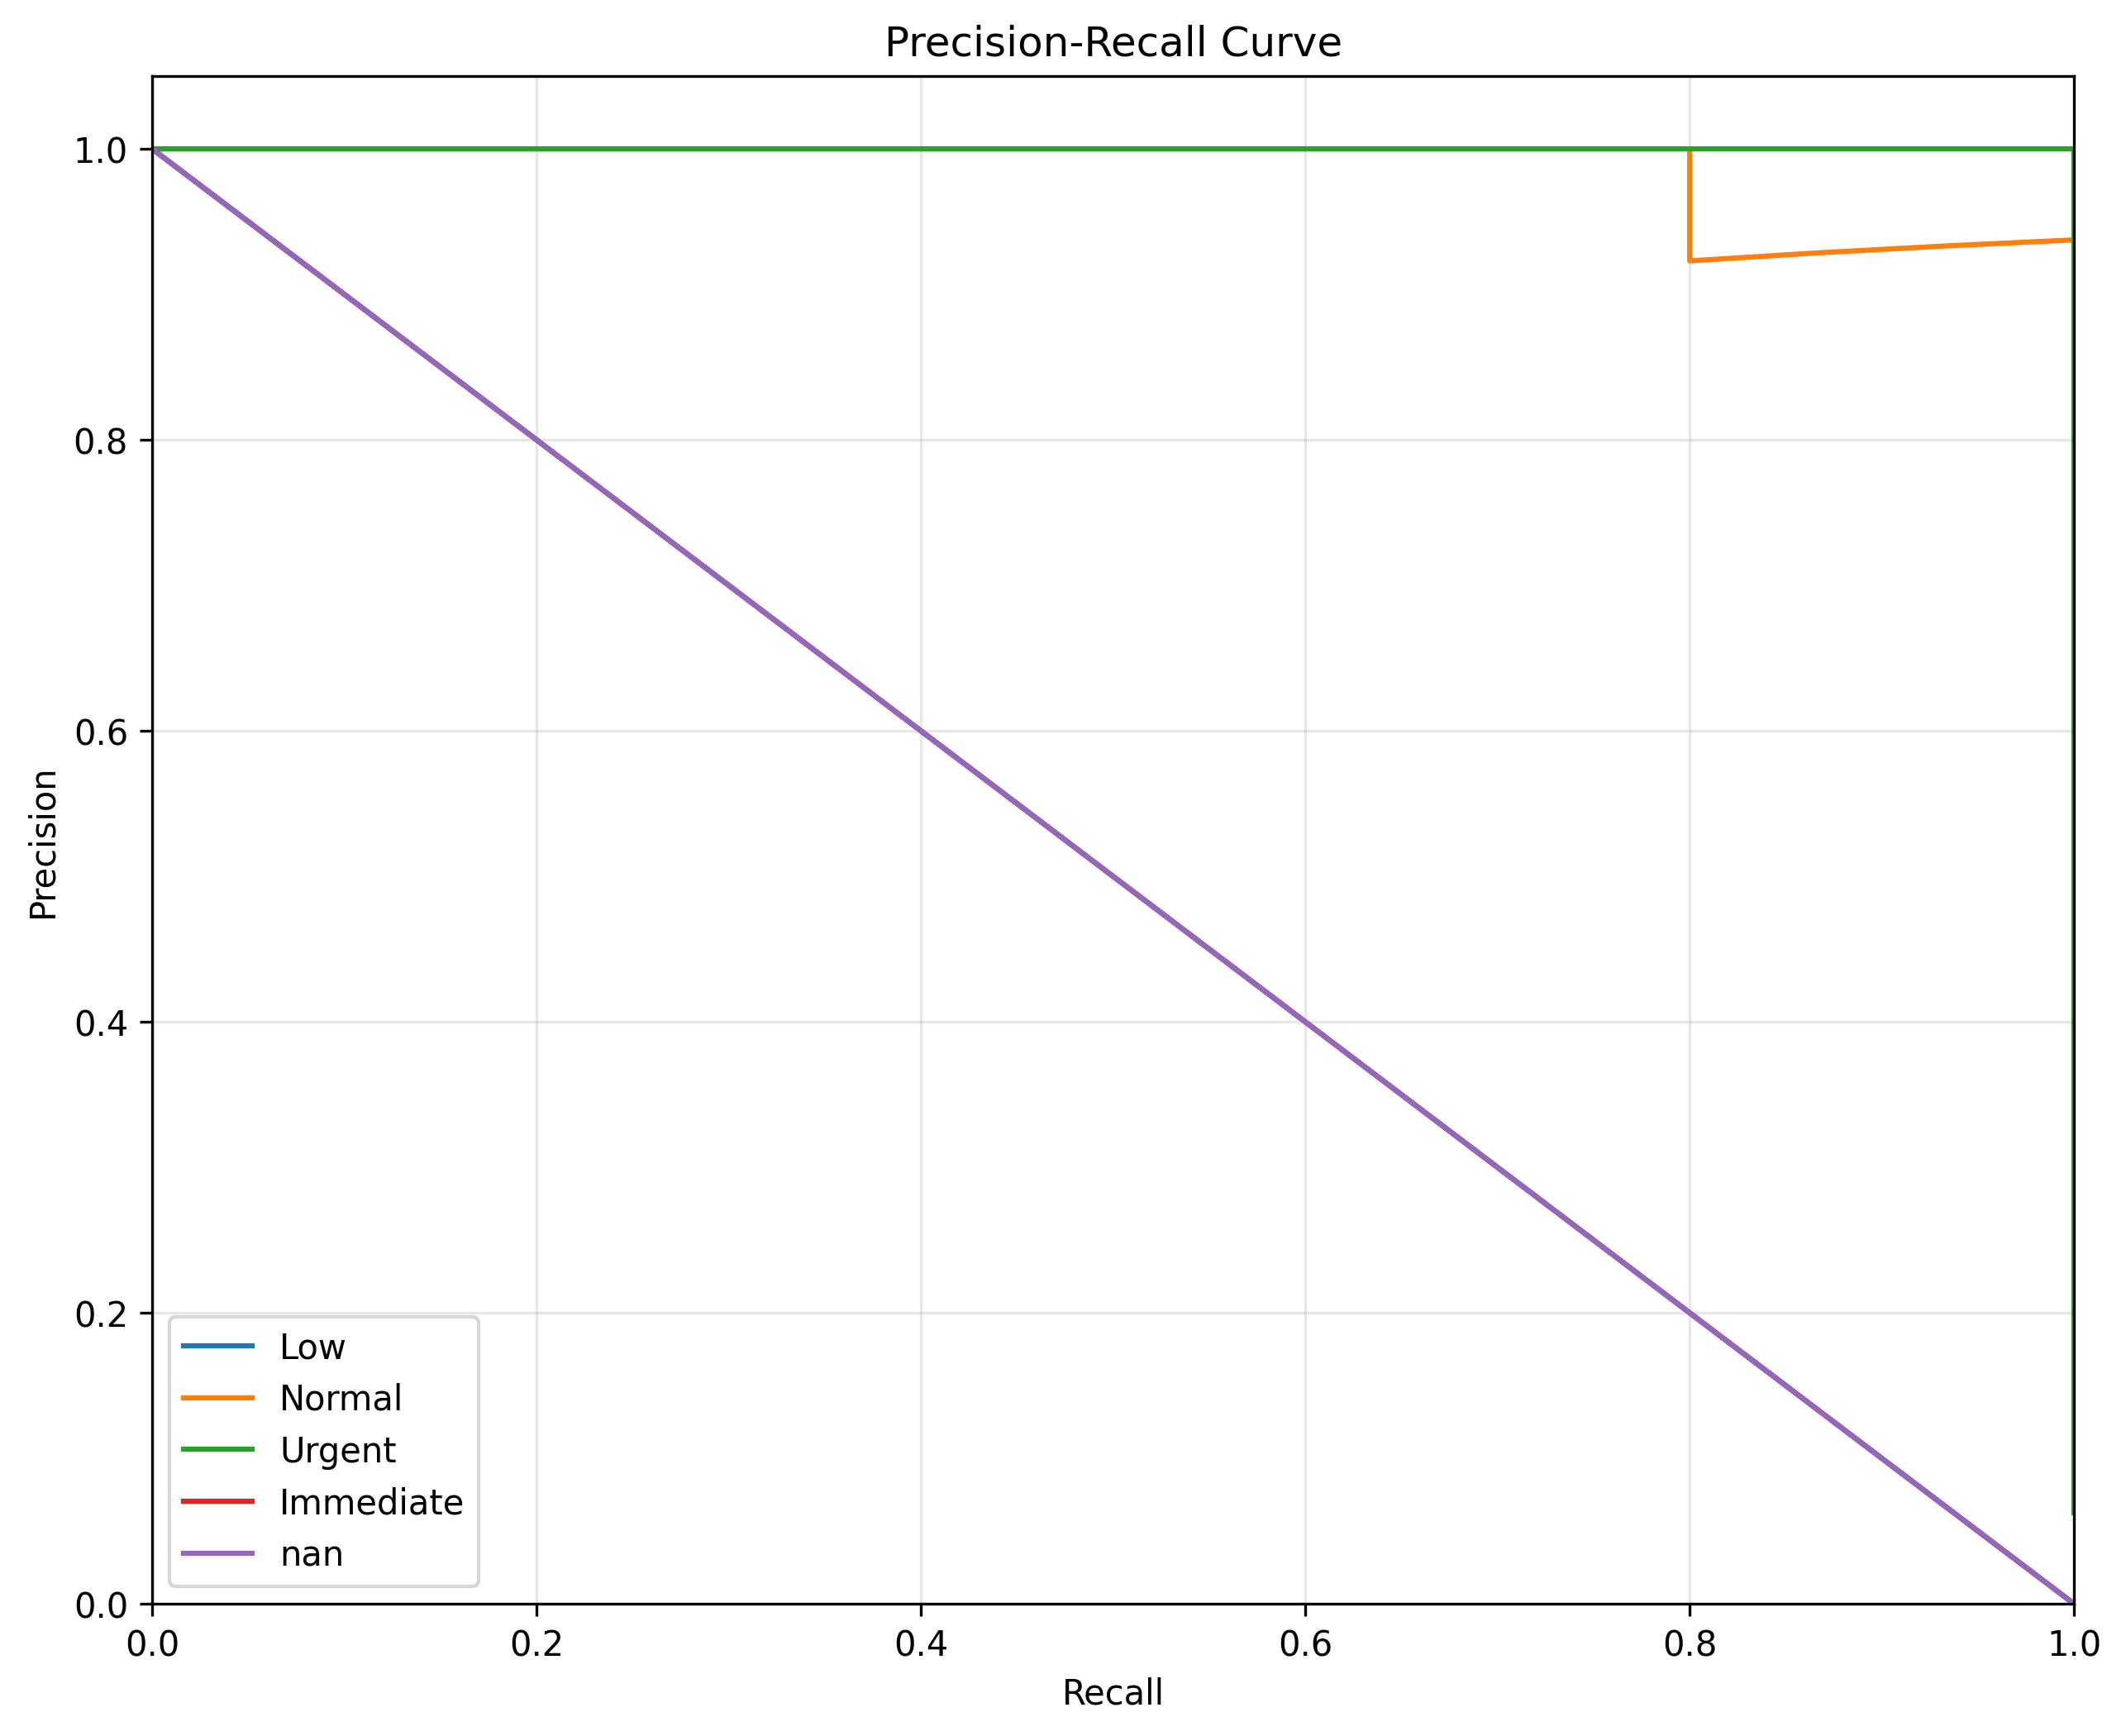 Precision-Recall Curve
1.0
0.8
0.6
0.4
0.2
0.0
Precision
Low
Normal
Urgent
Immediate
nan
0.0 0.2 0.4 0.6 0.8 1.0
Recall